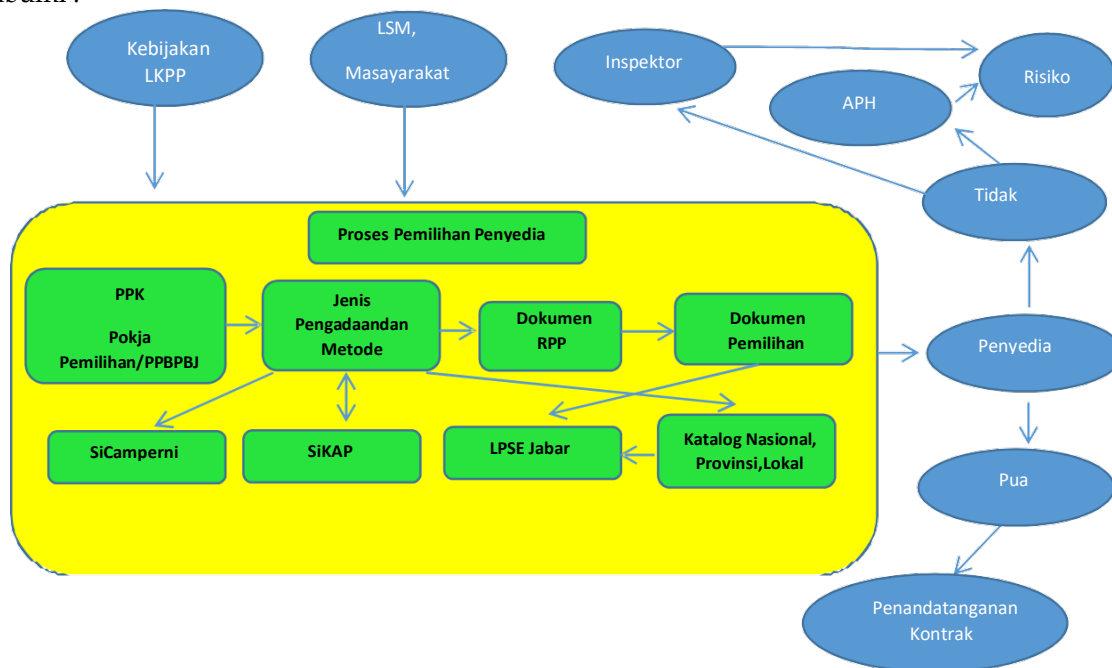 Kebijakan
LKPP
LSM,
Masayarakat
Inspektor
Risiko
APH
Tidak
Proses Pemilihan Penyedia
PPK
Pokja
Pemilihan/PPBPBJ
Jenis
Pengadaandan
Metode
Dokumen
RPP
Dokumen
Pemilihan
Penyedia
SiCamperni
SiKAP
LPSE Jabar
Katalog Nasional,
Provinsi,Lokal
Pua
Penandatanganan
Kontrak